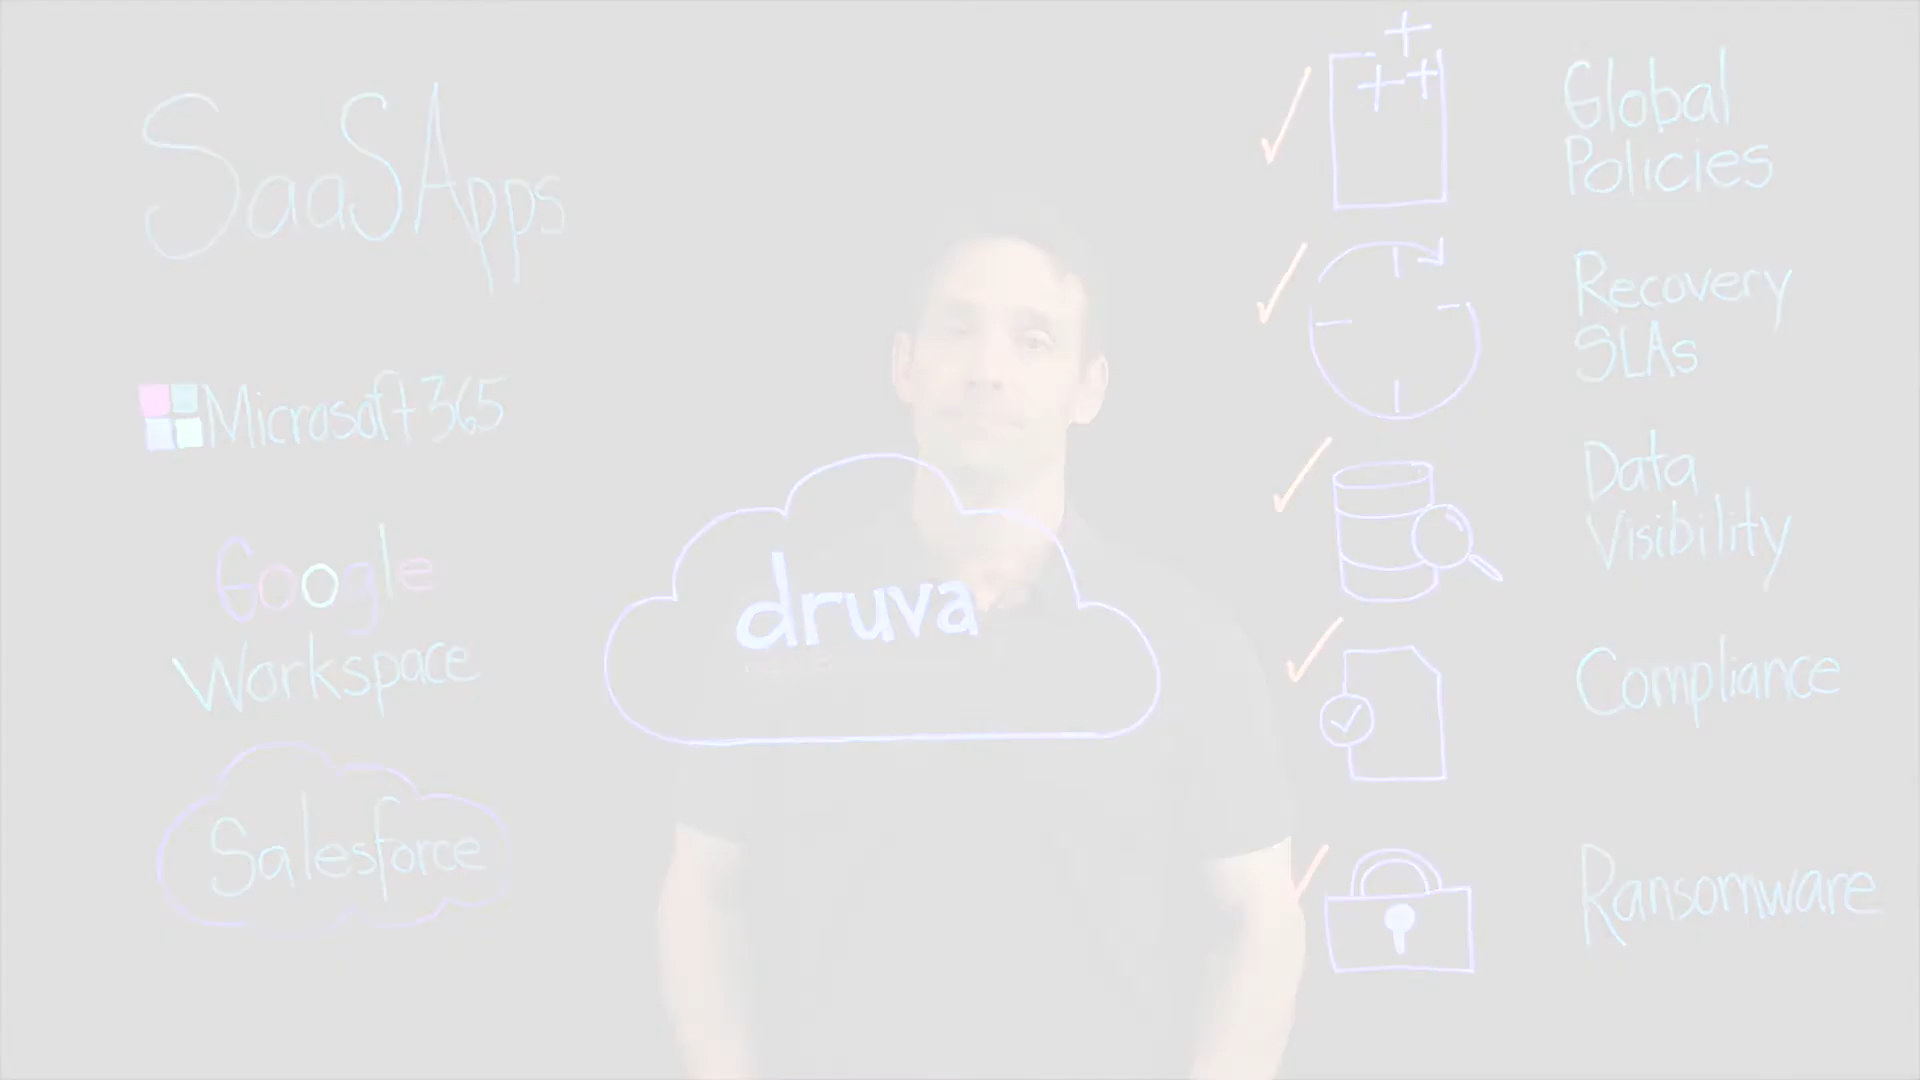 SaaS Apps
Microsoft 365
Google
Workspace
Salesforce
druva
Global
Policies
Recovery
SLAs
Data
Visibility
Compliance
Ransomware